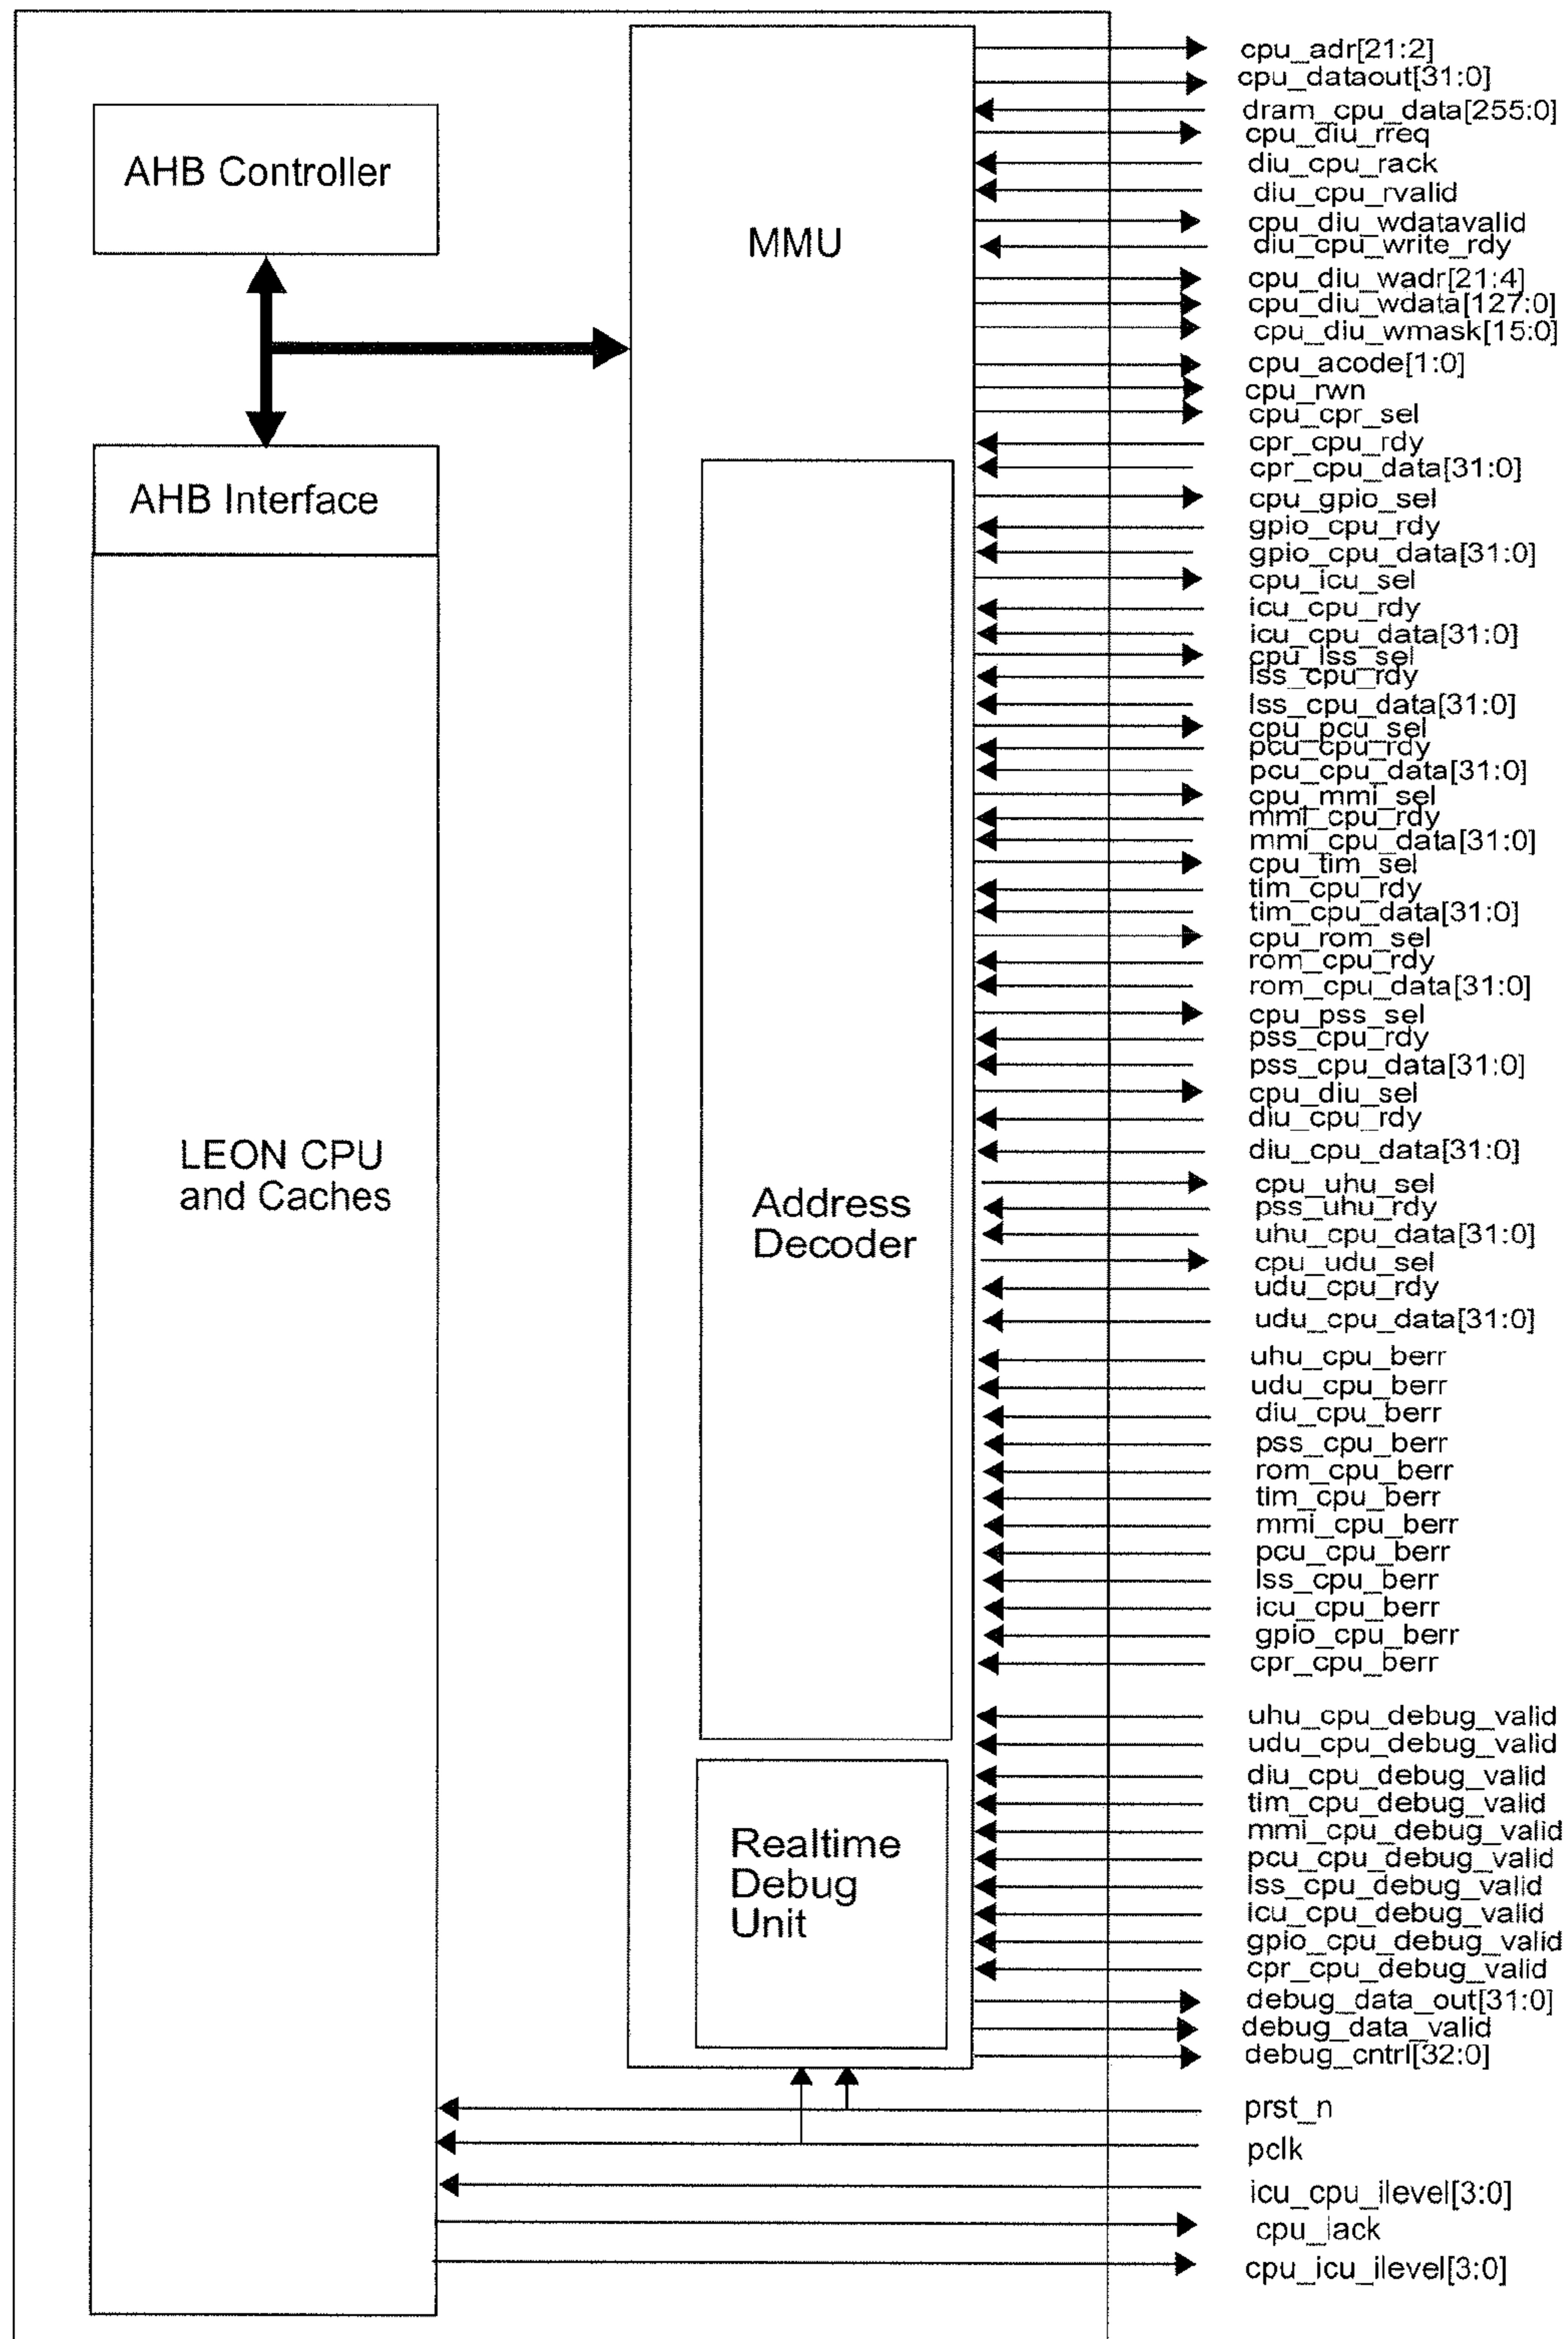 AHB Controller
AHB Interface
LEON CPU
and Caches
MMU
Address
Decoder
Realtime
Debug
Unit
cpu_adr[21:2]
cpu_dataout[31:0]
dram_cpu_data[255:0]
cpu_diu_rreq
diu_cpu_rack
diu_cpu_rvalid
cpu_diu_wdatavalid
diu_cpu_write_rdy
cpu_diu_wadr[21:4]
cpu_diu_wdata[127:0]
cpu_diu_wmask[15:0]
cpu_acode[1:0]
cpu_rwn
cpu_cpr_sel
cpr_cpu_rdy
cpr_cpu_data[31:0]
cpu_gpio_sel
gpio_cpu_rdy
gpio_cpu_data[31:0]
cpu_icu_sel
icu_cpu_rdy
icu_cpu_data[31:0]
cpu_lss_sel
lss_cpu_rdy
lss_cpu_data[31:0]
cpu_pcu_sel
pcu_cpu_rdy
pcu_cpu_data[31:0]
cpu_mmi_sel
mmi_cpu_rdy
mmi_cpu_data[31:0]
cpu_tim_sel
tim_cpu_rdy
tim_cpu_data[31:0]
cpu_rom_sel
rom_cpu_rdy
rom_cpu_data[31:0]
cpu_pss_sel
pss_cpu_rdy
pss_cpu_data[31:0]
cpu_diu_sel
diu_cpu_rdy
diu_cpu_data[31:0]
cpu_uhu_sel
pss_uhu_rdy
uhu_cpu_data[31:0]
cpu_udu_sel
udu_cpu_rdy
udu_cpu_data[31:0]
uhu_cpu_berr
udu_cpu_berr
diu_cpu_berr
pss_cpu_berr
rom_cpu_berr
tim_cpu_berr
mmi_cpu_berr
pcu_cpu_berr
lss_cpu_berr
icu_cpu_berr
gpio_cpu_berr
cpr_cpu_berr
uhu_cpu_debug_valid
udu_cpu_debug_valid
diu_cpu_debug_valid
tim_cpu_debug_valid
mmi_cpu_debug_valid
pcu_cpu_debug_valid
lss_cpu_debug_valid
icu_cpu_debug_valid
gpio_cpu_debug_valid
cpr_cpu_debug_valid
debug_data_out[31:0]
debug_data_valid
debug_cntrl[32:0]
prst_n
pclk
icu_cpu_ilevel[3:0]
cpu_iack
cpu_icu_ilevel[3:0]